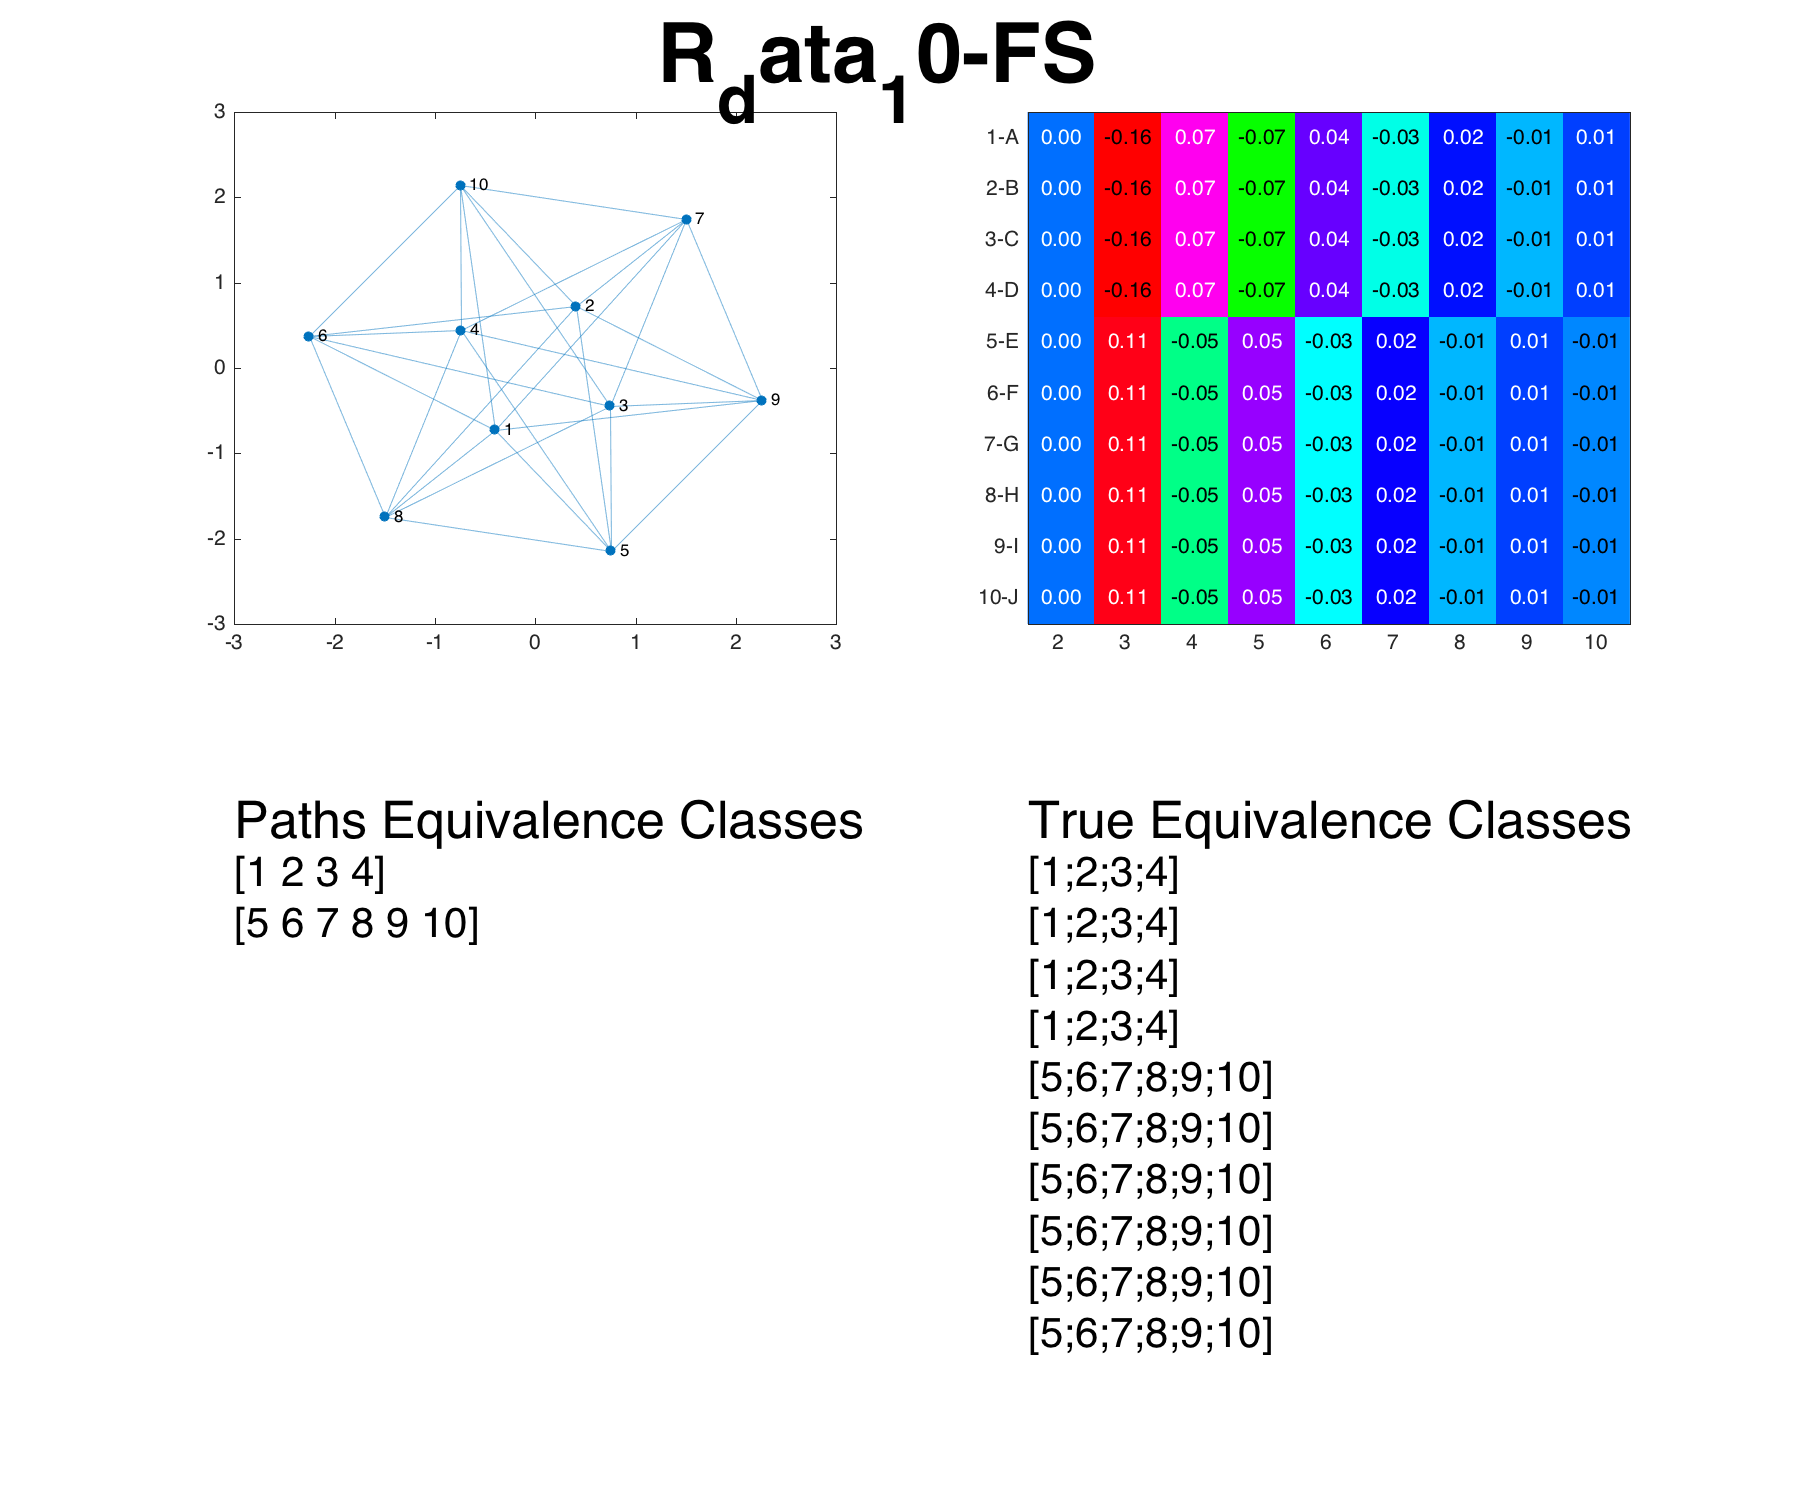 R_data_10-FS
3
2
1
0
-1
-2
-3
-3 -2 -1 0 1 2 3
10
7
2
4
6
3
9
1
8
5
1-A 0.00 -0.16 0.07 -0.07 0.04 -0.03 0.02 -0.01 0.01
2-B 0.00 -0.16 0.07 -0.07 0.04 -0.03 0.02 -0.01 0.01
3-C 0.00 -0.16 0.07 -0.07 0.04 -0.03 0.02 -0.01 0.01
4-D 0.00 -0.16 0.07 -0.07 0.04 -0.03 0.02 -0.01 0.01
5-E 0.00 0.11 -0.05 0.05 -0.03 0.02 -0.01 0.01 -0.01
6-F 0.00 0.11 -0.05 0.05 -0.03 0.02 -0.01 0.01 -0.01
7-G 0.00 0.11 -0.05 0.05 -0.03 0.02 -0.01 0.01 -0.01
8-H 0.00 0.11 -0.05 0.05 -0.03 0.02 -0.01 0.01 -0.01
9-I 0.00 0.11 -0.05 0.05 -0.03 0.02 -0.01 0.01 -0.01
10-J 0.00 0.11 -0.05 0.05 -0.03 0.02 -0.01 0.01 -0.01
2 3 4 5 6 7 8 9 10
Paths Equivalence Classes
[1 2 3 4]
[5 6 7 8 9 10]
True Equivalence Classes
[1;2;3;4]
[1;2;3;4]
[1;2;3;4]
[1;2;3;4]
[5;6;7;8;9;10]
[5;6;7;8;9;10]
[5;6;7;8;9;10]
[5;6;7;8;9;10]
[5;6;7;8;9;10]
[5;6;7;8;9;10]